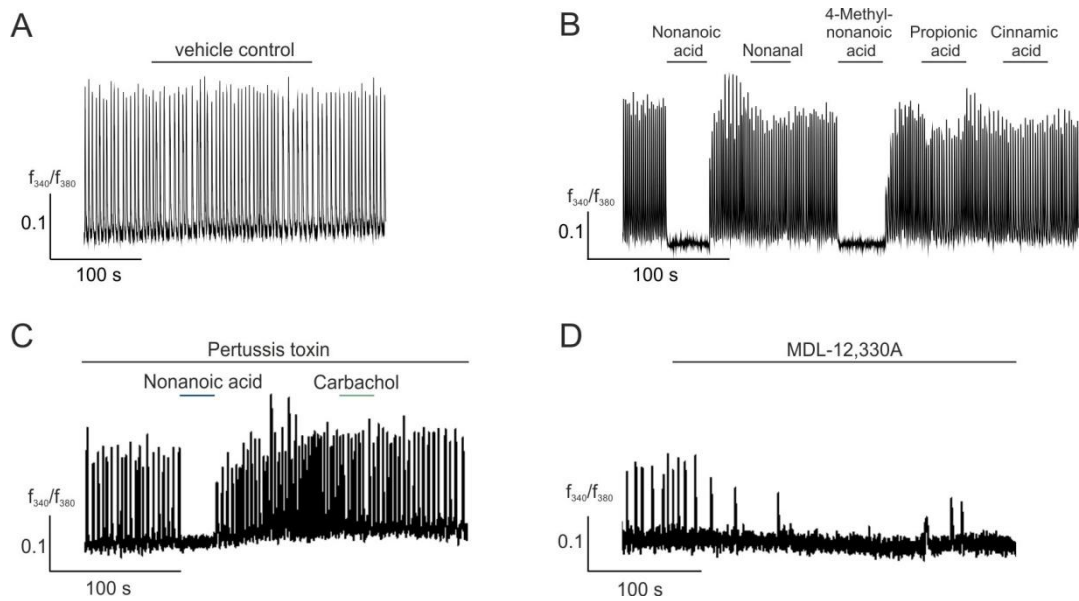 A
vehicle control
f340/f380
0.1
100 s
B
Nonanoic
acid
Nonanal
4-Methyl-
nonanoic
acid
Propionic
acid
Cinnamic
acid
f340/f380
0.1
100 s
C
Pertussis toxin
Nonanoic acid
Carbachol
f340/f380
0.1
100 s
D
MDL-12,330A
f340/f380
0.1
100 s